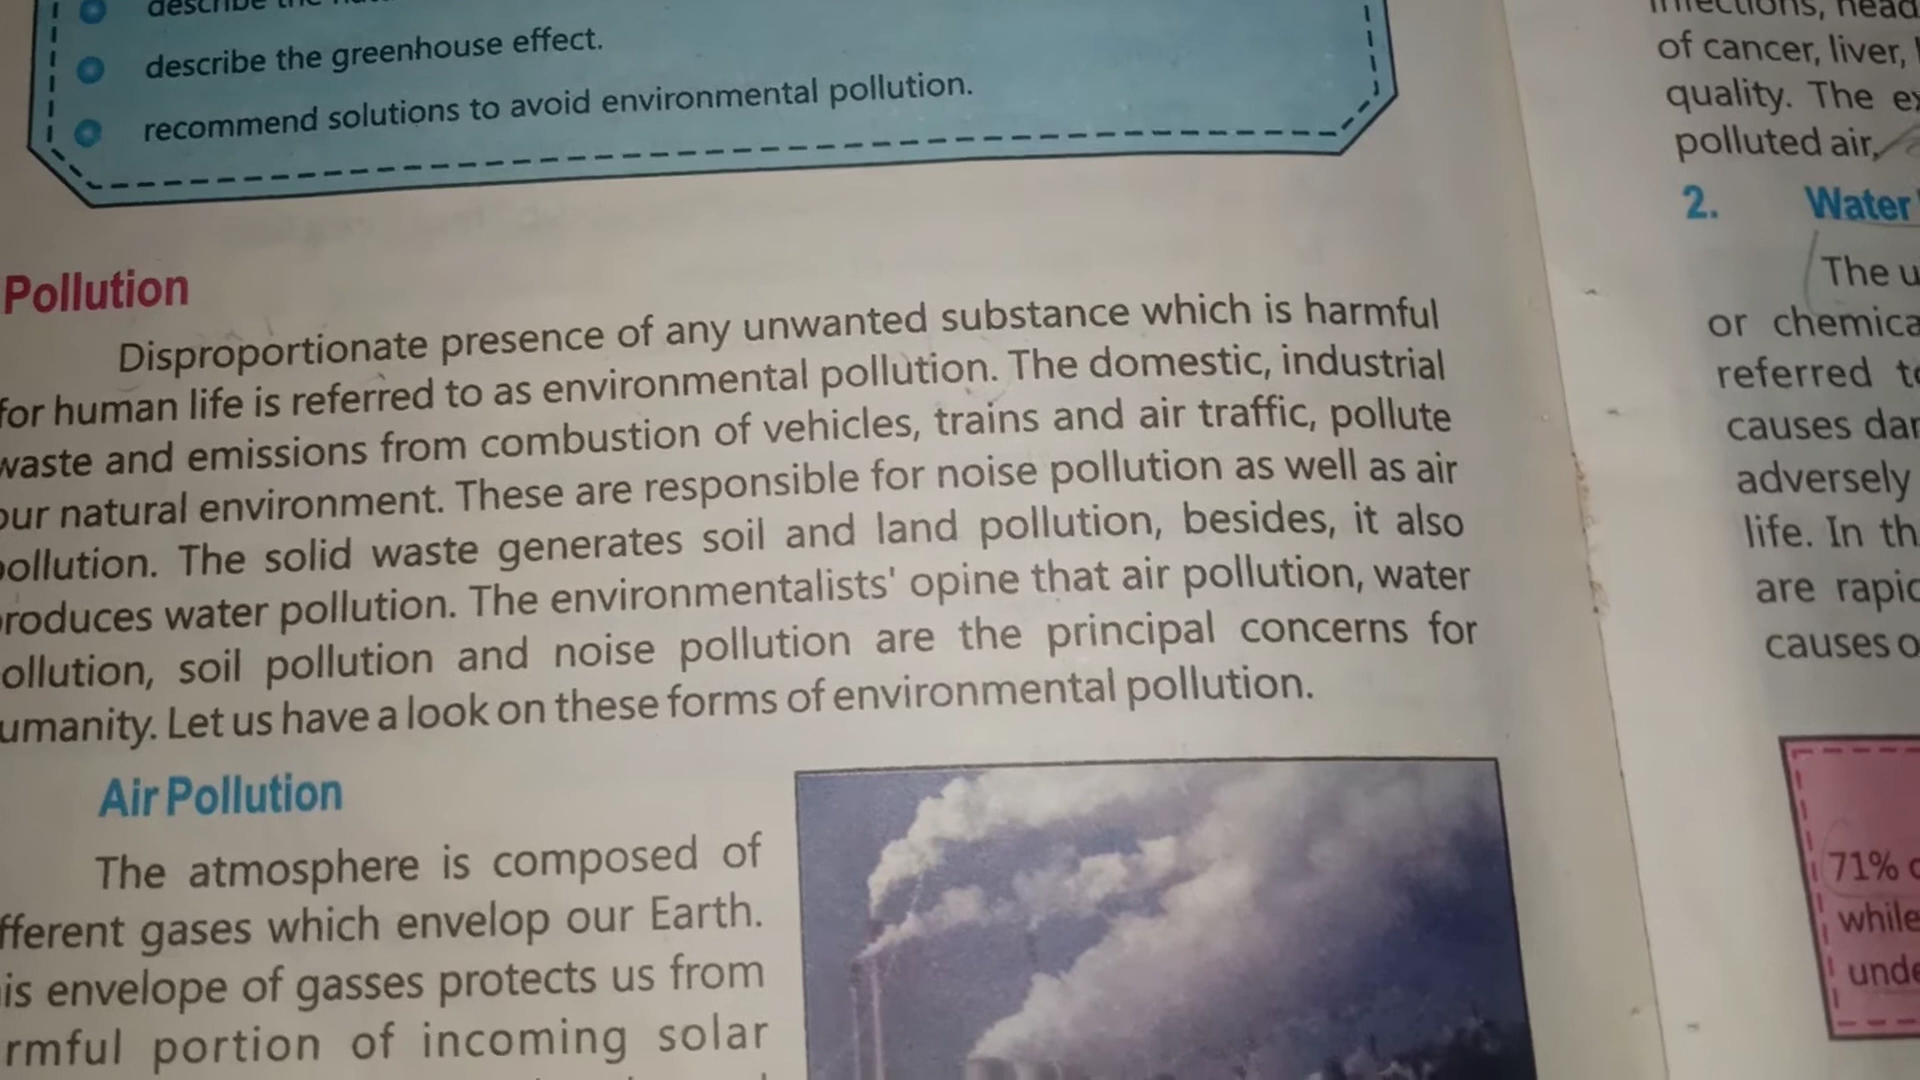 describe the
describe the greenhouse effect.
recommend solutions to avoid environmental pollution.
Pollution
Disproportionate presence of any unwanted substance which is harmful
for human life is referred to as environmental pollution. The domestic, industrial
waste and emissions from combustion of vehicles, trains and air traffic, pollute
our natural environment. These are responsible for noise pollution as well as air
pollution. The solid waste generates soil and land pollution, besides, it also
roduces water pollution. The environmentalists' opine that air pollution, water
ollution, soil pollution and noise pollution are the principal concerns for
umanity. Let us have a look on these forms of environmental pollution.
Air Pollution
The atmosphere is composed of
fferent gases which envelop our Earth.
is envelope of gasses protects us from
rmful portion of incoming solar
of cancer, liver,
quality. The
polluted air,
2. Water
The
or chemica
referred
causes
adversely
life. In
are
causes
71%
while